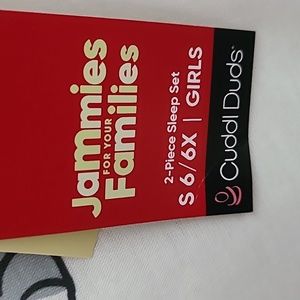 Jammies
FOR YOUR
Families
2-Piece Sleep Set
S 6/6X | GIRLS
Cuddl Duds